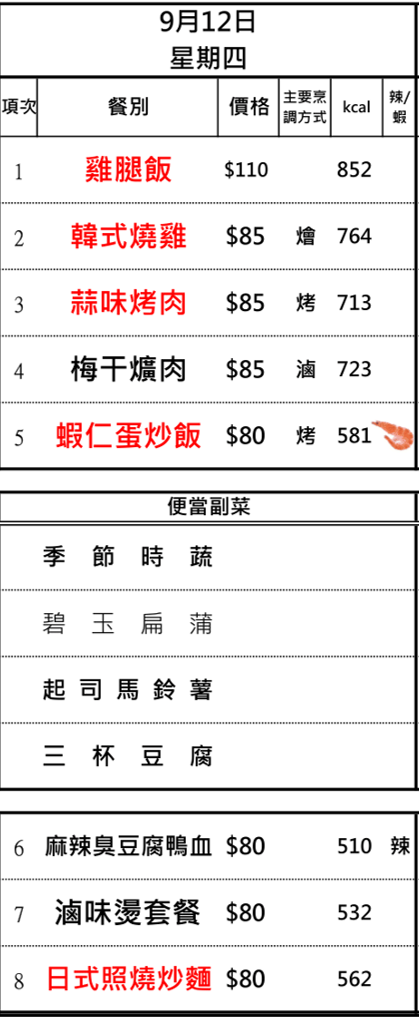 9月12日
星期四
項次 餐別 價格 主要烹調方式 kcal 辣/蝦
1 雞腿飯 $110 852
2 韓式燒雞 $85 燴 764
3 蒜味烤肉 $85 烤 713
4 梅干爌肉 $85 滷 723
5 蝦仁蛋炒飯 $80 烤 581
便當副菜
季節時蔬
碧玉扁蒲
起司馬鈴薯
三杯豆腐
6 麻辣臭豆腐鴨血 $80 510 辣
7 滷味燙套餐 $80 532
8 日式照燒炒麵 $80 562